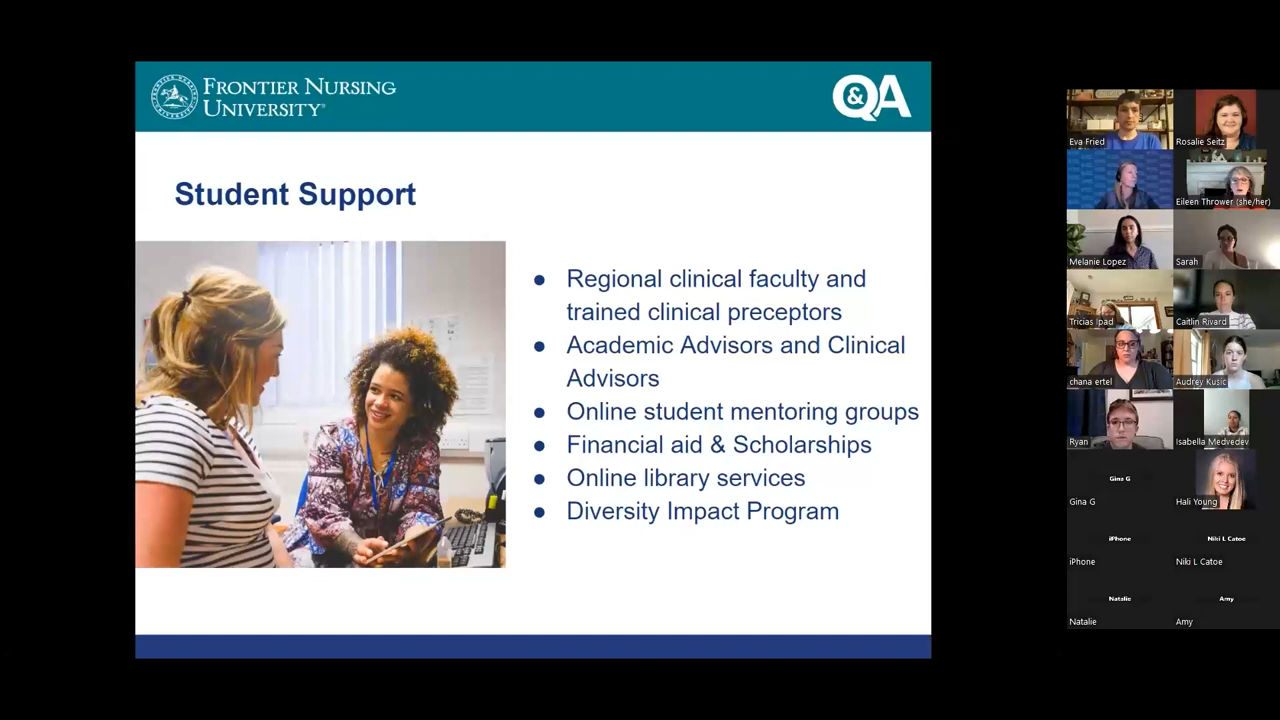 FRONTIER NURSING
UNIVERSITY
Q&A
Student Support
● Regional clinical faculty and
trained clinical preceptors
● Academic Advisors and Clinical
Advisors
● Online student mentoring groups
● Financial aid & Scholarships
● Online library services
● Diversity Impact Program
Eva Fried
Rosalie Seitz
Eileen Thrower (she/her)
Melanie Lopez
Sarah
Tricias Ipad
Caitlin Rivard
chana ertel
Audrey Kusic
Ryan
Isabella Medvedev
Gina G
Gina G
Hali Young
iPhone
Niki L Catoe
iPhone
Niki L Catoe
Natalie
Amy
Natalie
Amy